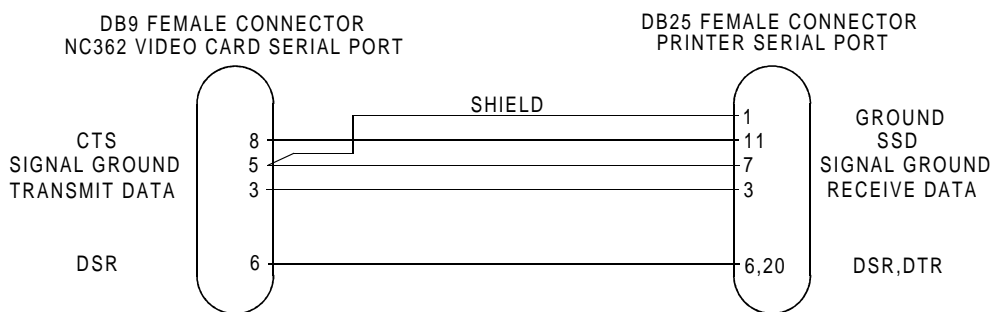 DB9 FEMALE CONNECTOR
NC362 VIDEO CARD SERIAL PORT
DB25 FEMALE CONNECTOR
PRINTER SERIAL PORT
SHIELD 1 GROUND
CTS 8 11 SSD
SIGNAL GROUND 5 7 SIGNAL GROUND
TRANSMIT DATA 3 3 RECEIVE DATA
DSR 6 6,20 DSR,DTR